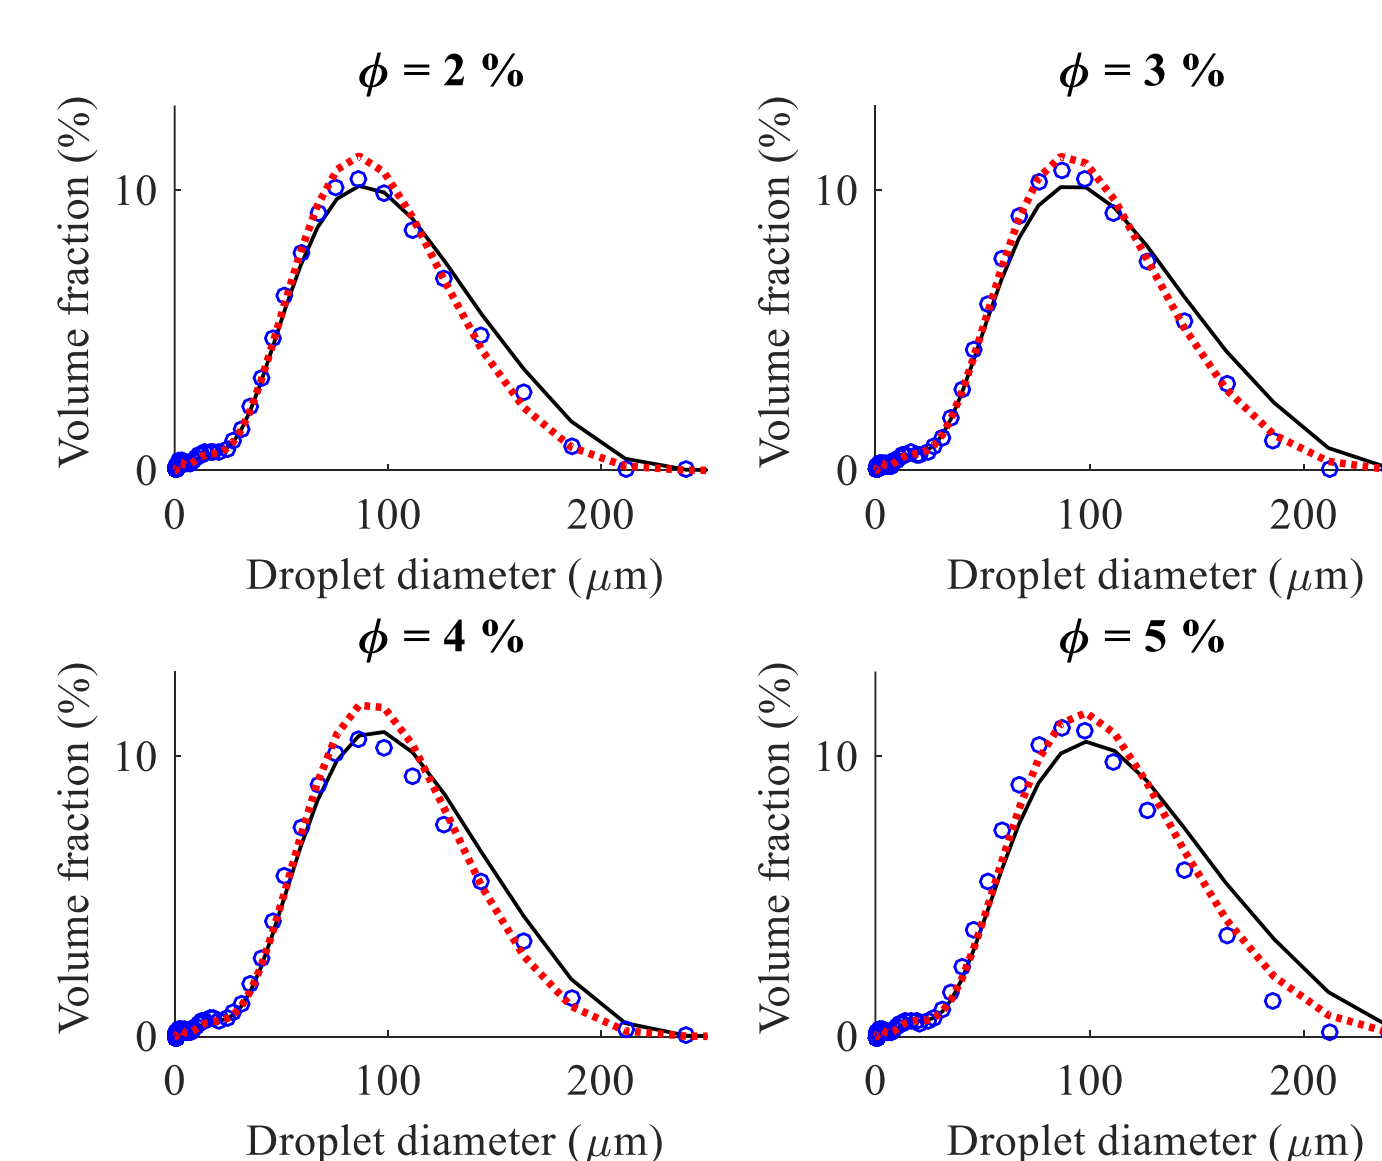 ϕ = 2 %
Volume fraction (%)
10
0
0 100 200
Droplet diameter (μm)
ϕ = 3 %
Volume fraction (%)
10
0
0 100 200
Droplet diameter (μm)
ϕ = 4 %
Volume fraction (%)
10
0
0 100 200
Droplet diameter (μm)
ϕ = 5 %
Volume fraction (%)
10
0
0 100 200
Droplet diameter (μm)